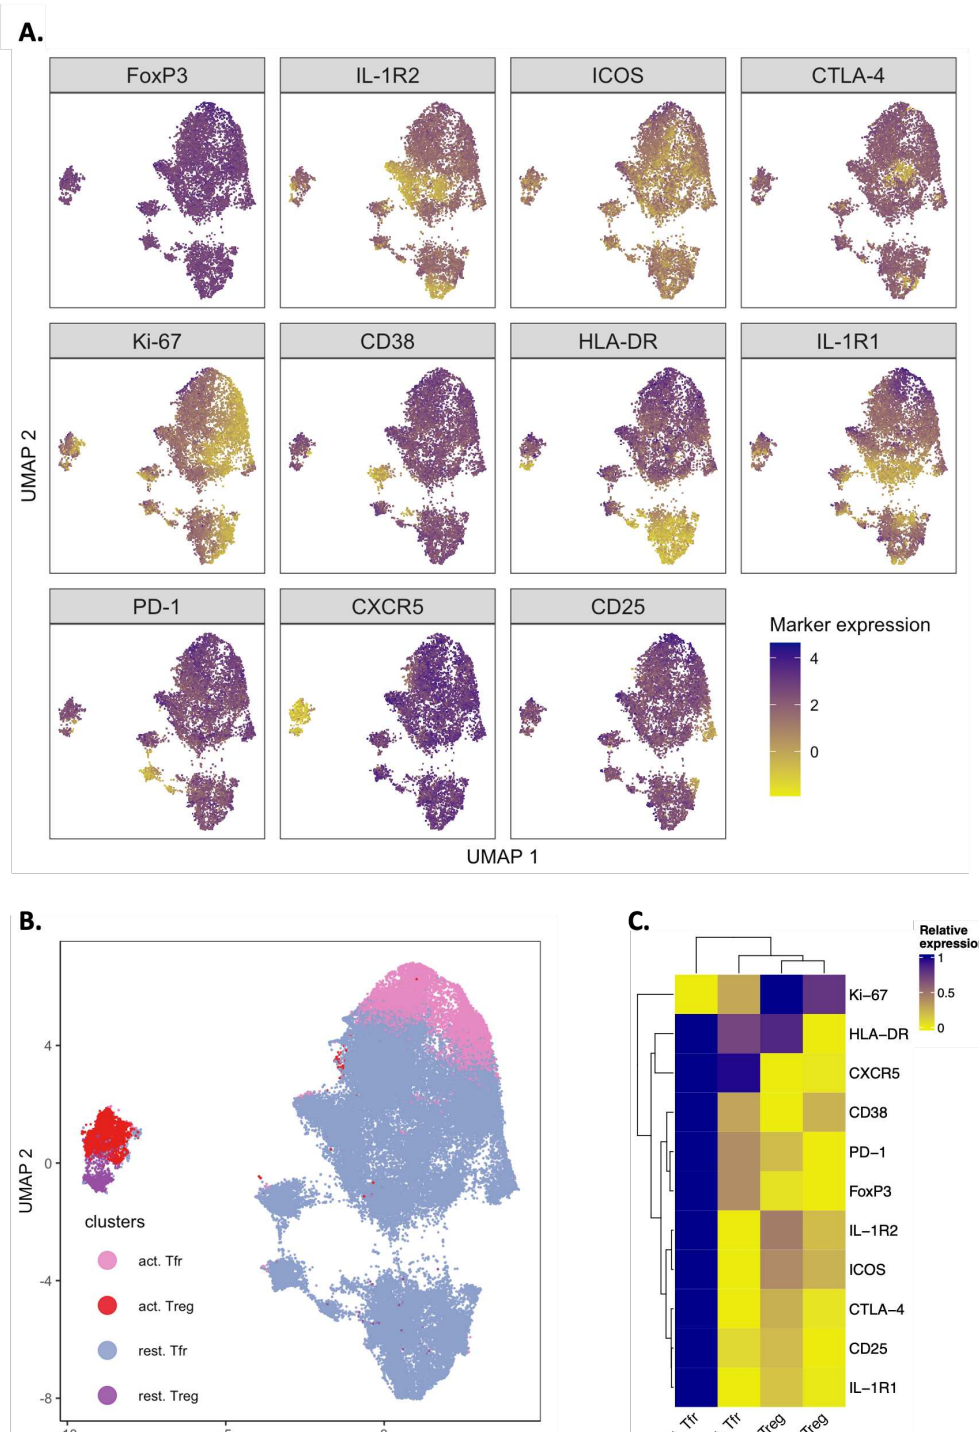 A.
FoxP3 IL-1R2 ICOS CTLA-4
Ki-67 CD38 HLA-DR IL-1R1
UMAP 2
PD-1 CXCR5 CD25
Marker expression
4
2
0
UMAP 1
B.
4
0
-4
-8
UMAP 2
clusters
act. Tfr
act. Treg
rest. Tfr
rest. Treg
C.
Relative
1
0.5
0
Ki-67
HLA-DR
CXCR5
CD38
PD-1
FoxP3
IL-1R2
ICOS
CTLA-4
CD25
IL-1R1
Tfr Tfr Treg Treg